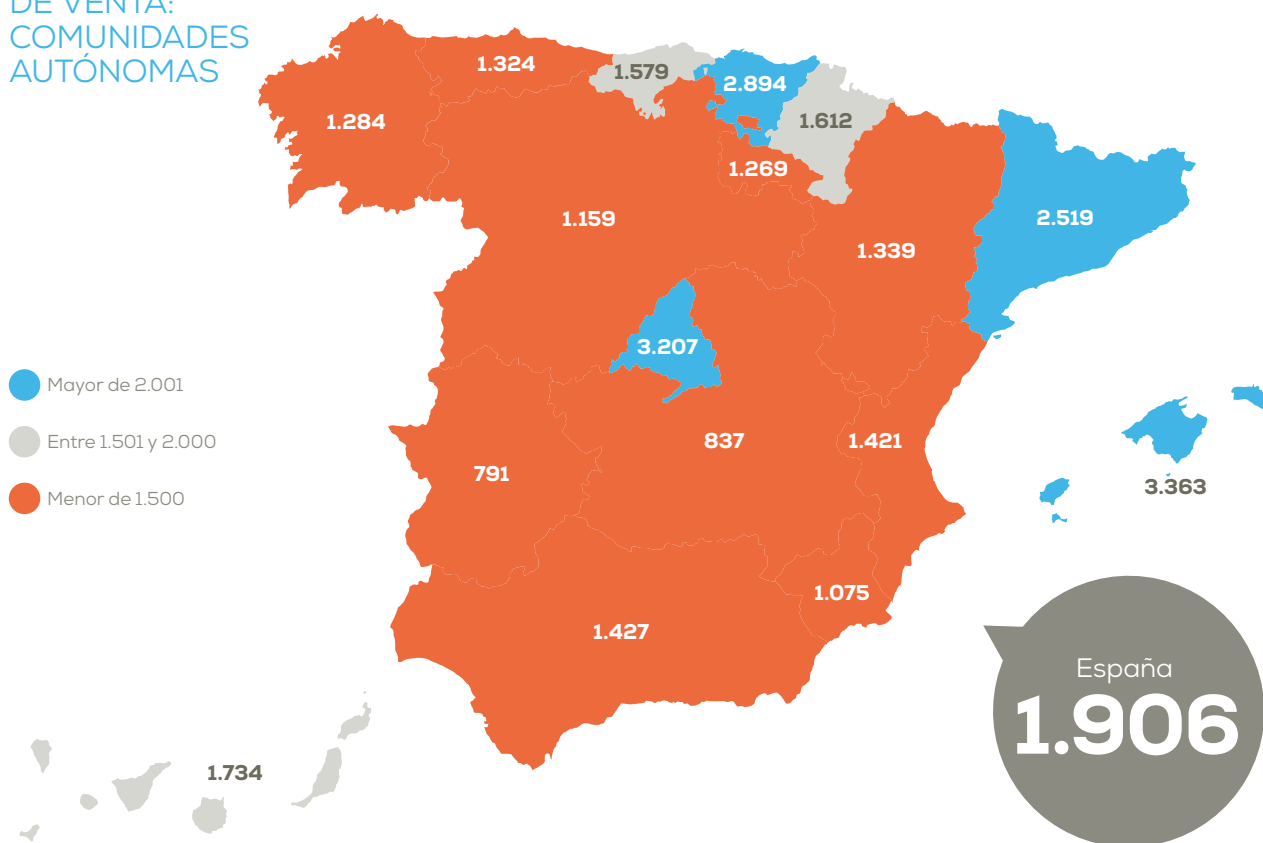 DE VENTA:
COMUNIDADES
AUTÓNOMAS
1.324
1.579
2.894
1.284
1.612
1.269
1.159
2.519
1.339
3.207
Mayor de 2.001
Entre 1.501 y 2.000
837
1.421
791
3.363
Menor de 1.500
1.075
1.427
España
1.906
1.734